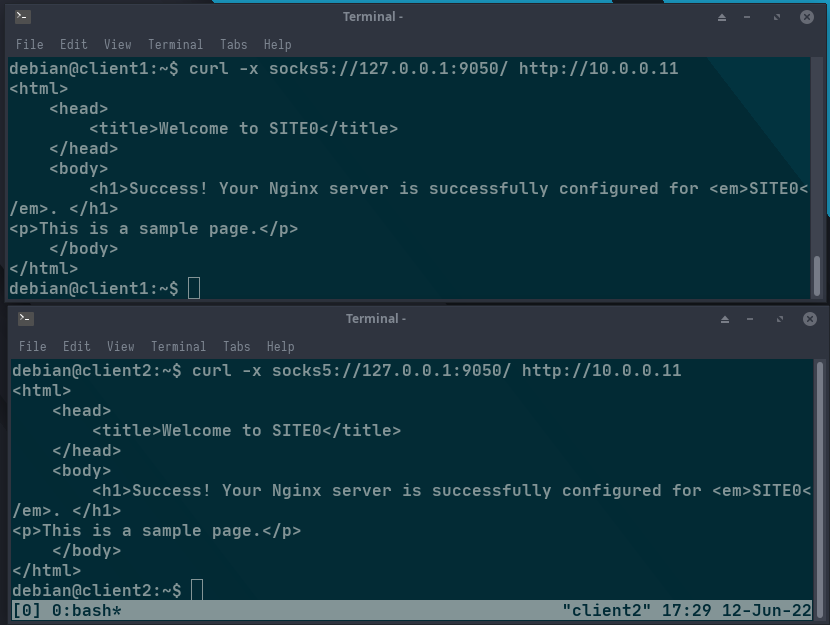 Terminal -
File Edit View Terminal Tabs Help
debian@client1:~$ curl -x socks5://127.0.0.1:9050/ http://10.0.0.11
<html>
    <head>
        <title>Welcome to SITE0</title>
    </head>
    <body>
        <h1>Success! Your Nginx server is successfully configured for <em>SITE0<
/em>. </h1>
<p>This is a sample page.</p>
    </body>
</html>
debian@client1:~$
Terminal -
File Edit View Terminal Tabs Help
debian@client2:~$ curl -x socks5://127.0.0.1:9050/ http://10.0.0.11
<html>
    <head>
        <title>Welcome to SITE0</title>
    </head>
    <body>
        <h1>Success! Your Nginx server is successfully configured for <em>SITE0<
/em>. </h1>
<p>This is a sample page.</p>
    </body>
</html>
debian@client2:~$
[0] 0:bash* "client2" 17:29 12-Jun-22